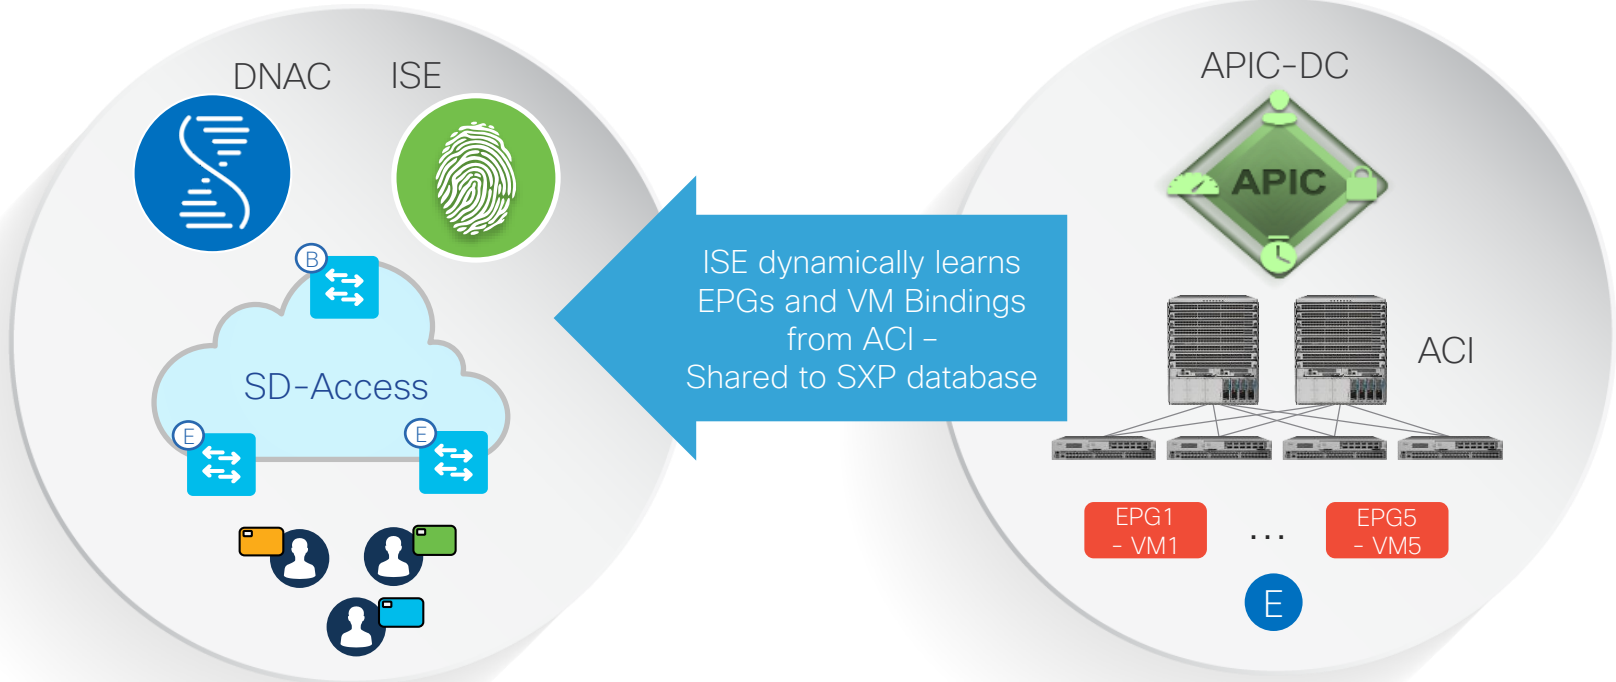 DNAC
ISE
B
SD-Access
E
E
ISE dynamically learns
EPGs and VM Bindings
from ACI –
Shared to SXP database
APIC-DC
APIC
ACI
EPG1
- VM1
...
EPG5
- VM5
E